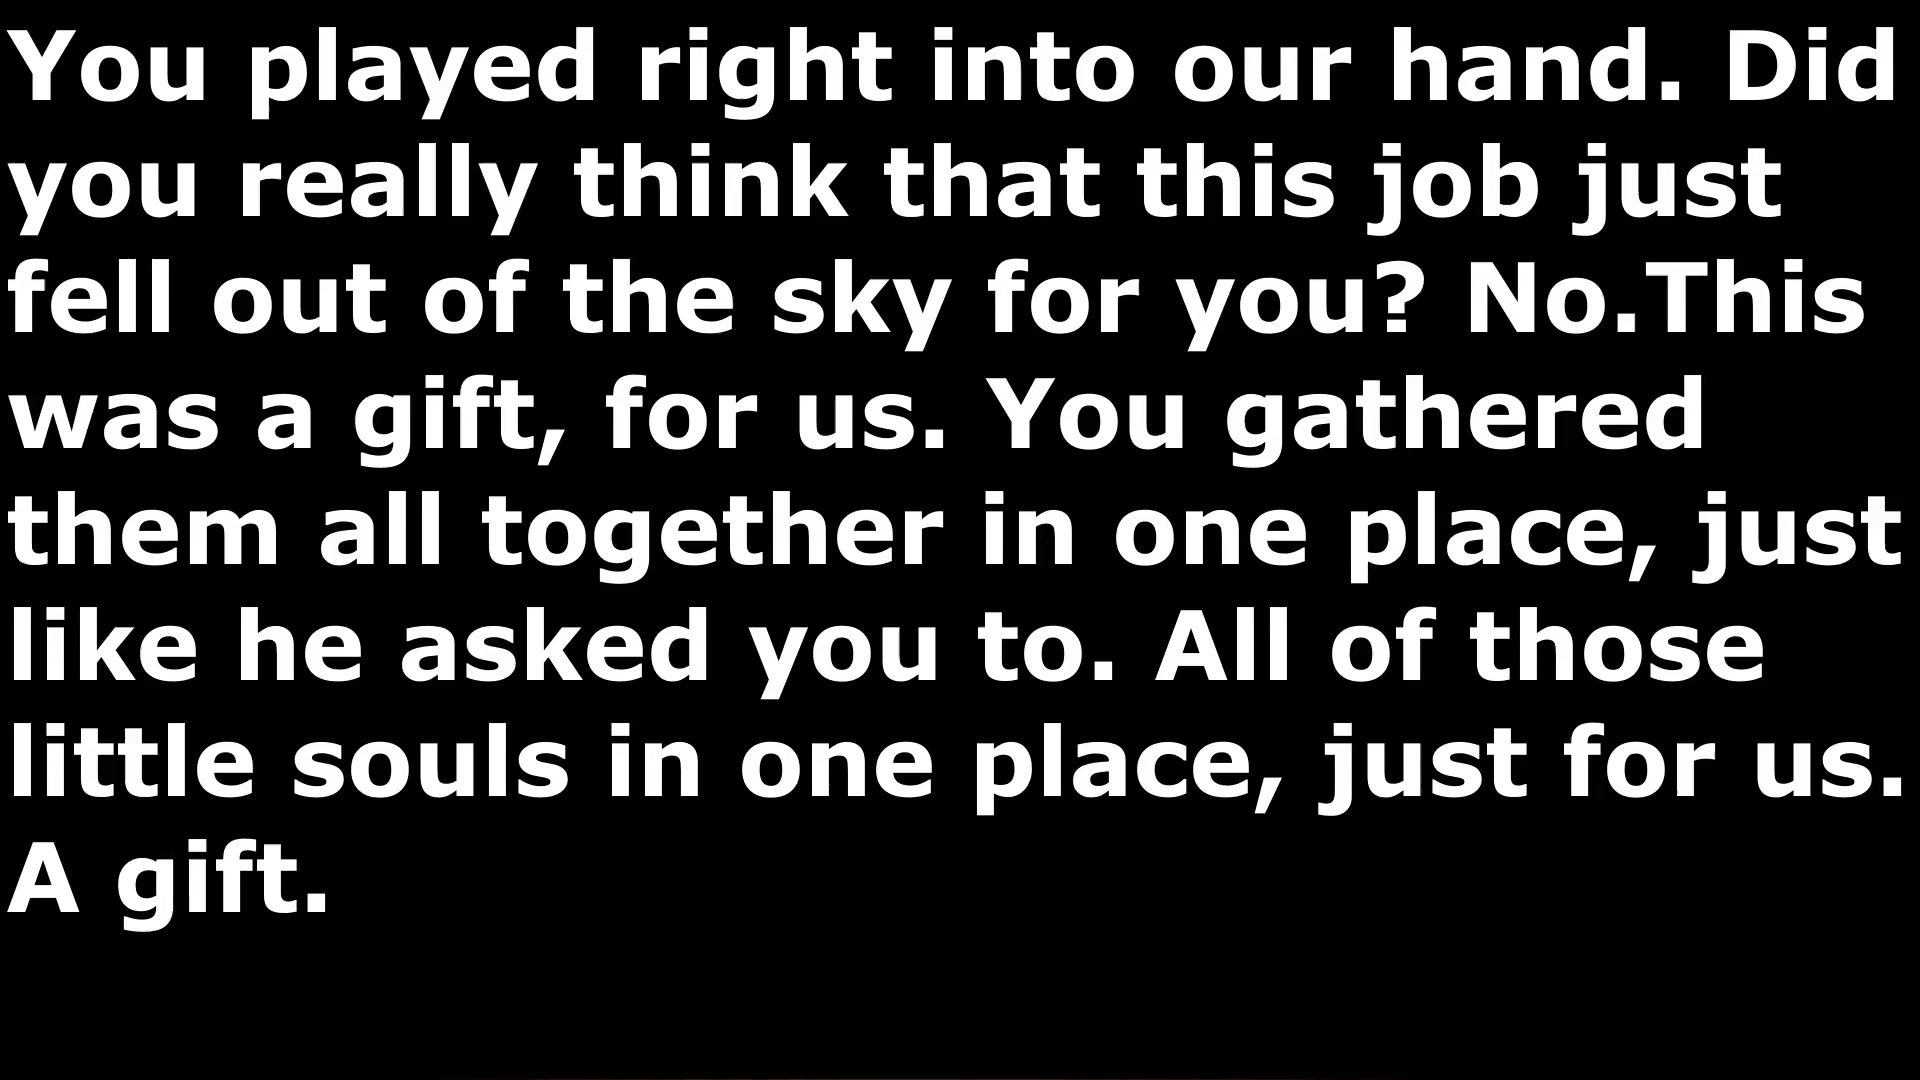 You played right into our hand. Did
you really think that this job just
fell out of the sky for you? No.This
was a gift, for us. You gathered
them all together in one place, just
like he asked you to. All of those
little souls in one place, just for us.
A gift.